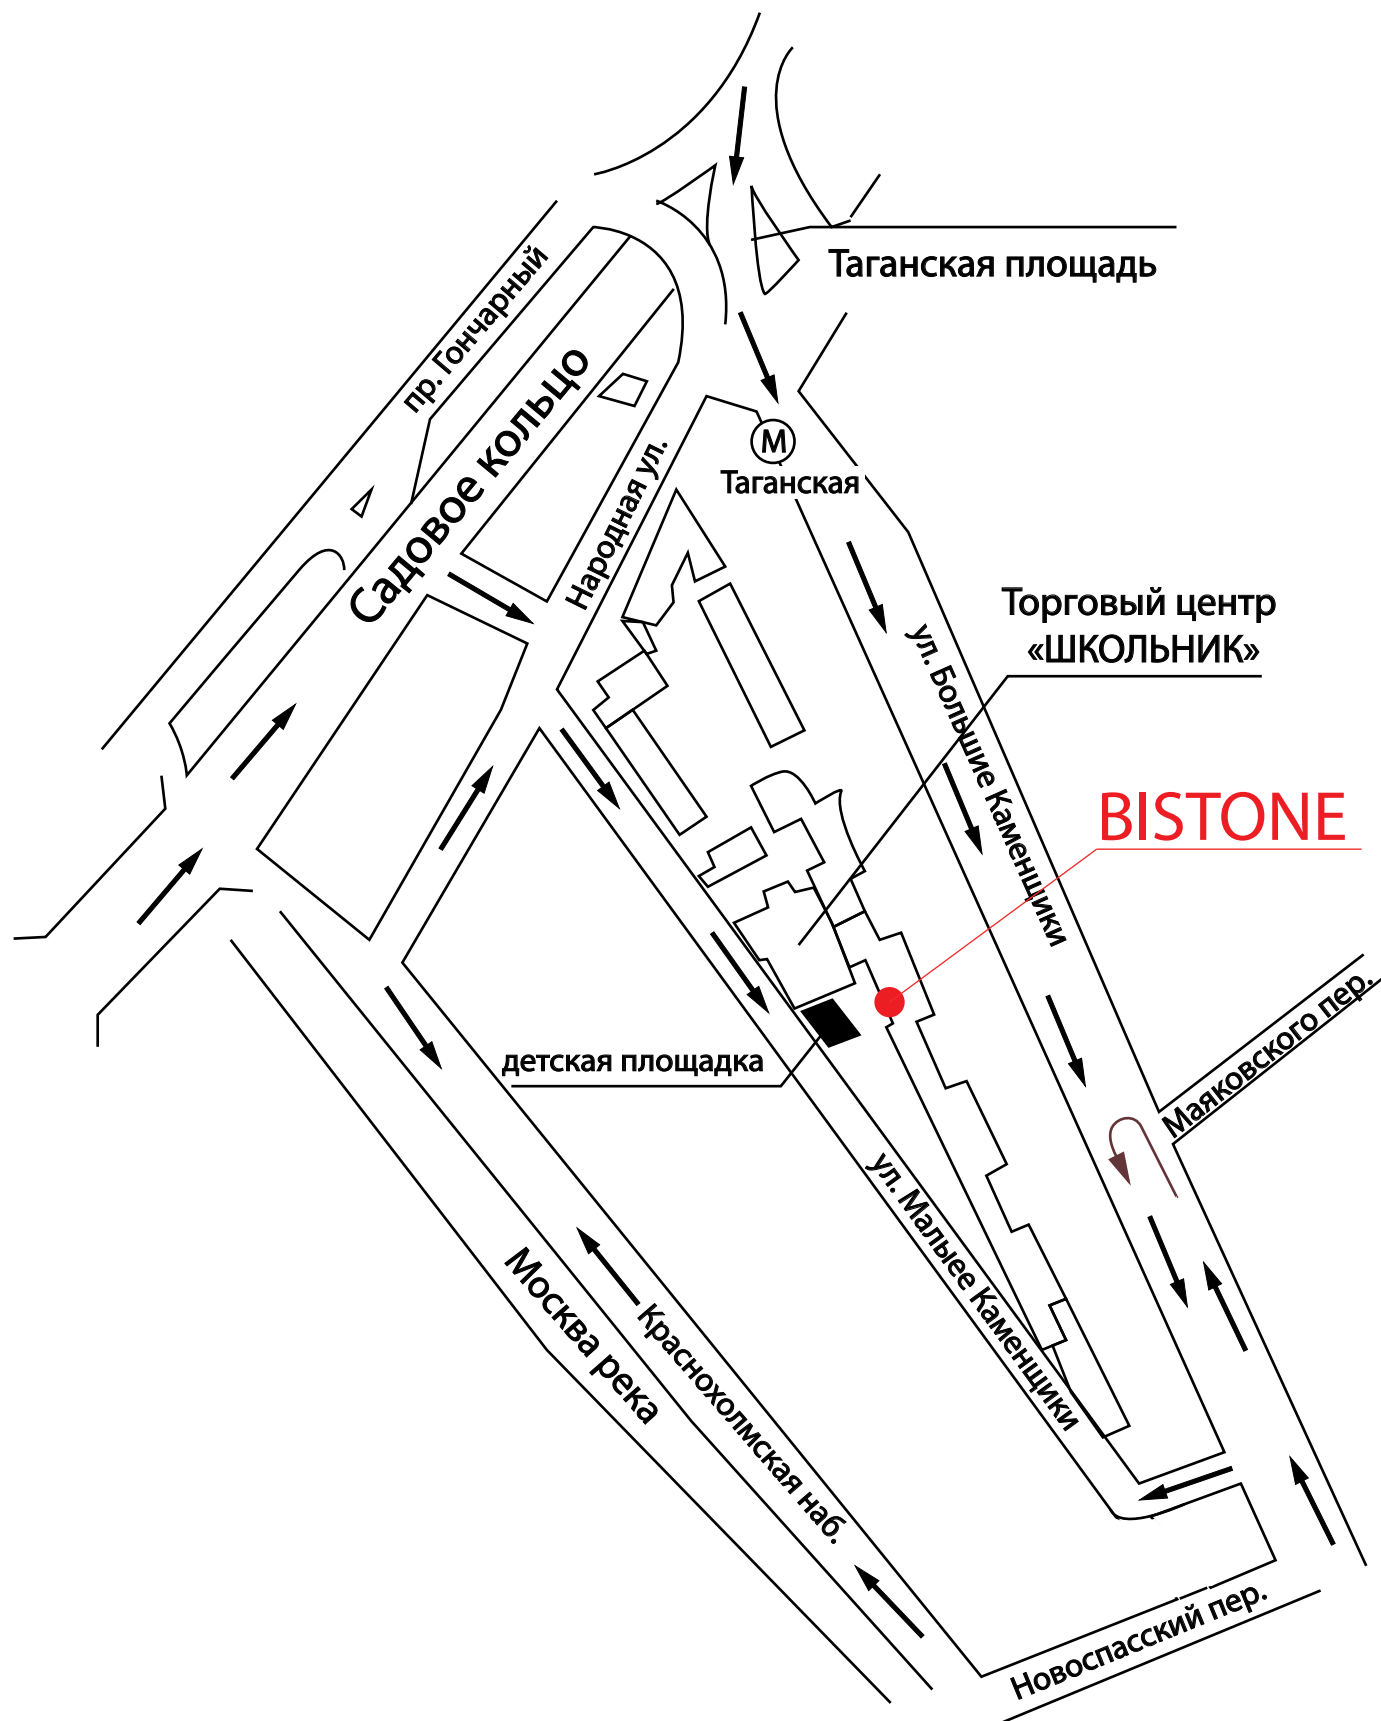 Таганская площадь
пр. Гончарный
Садовое кольцо
Народная ул.
М
Таганская
Торговый центр
«ШКОЛЬНИК»
ул. Большие Каменщики
BISTONE
Маяковского пер.
детская площадка
ул. Малыее Каменщики
Москва река
Краснохолмская наб.
Новоспасский пер.